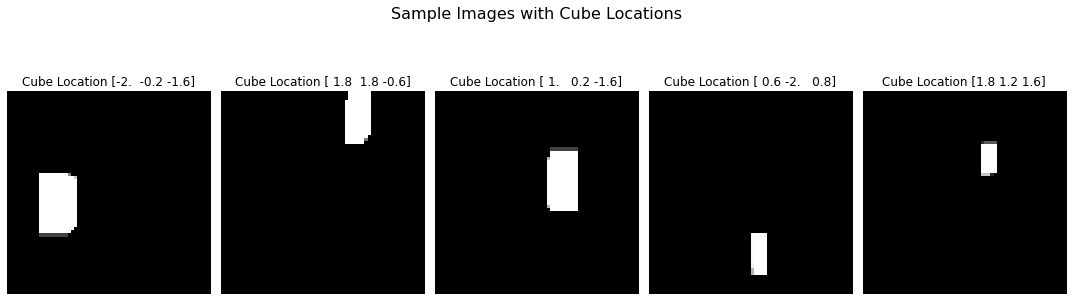 Sample Images with Cube Locations
Cube Location [-2.  -0.2 -1.6]
Cube Location [ 1.8  1.8 -0.6]
Cube Location [ 1.   0.2 -1.6]
Cube Location [ 0.6 -2.   0.8]
Cube Location [1.8 1.2 1.6]